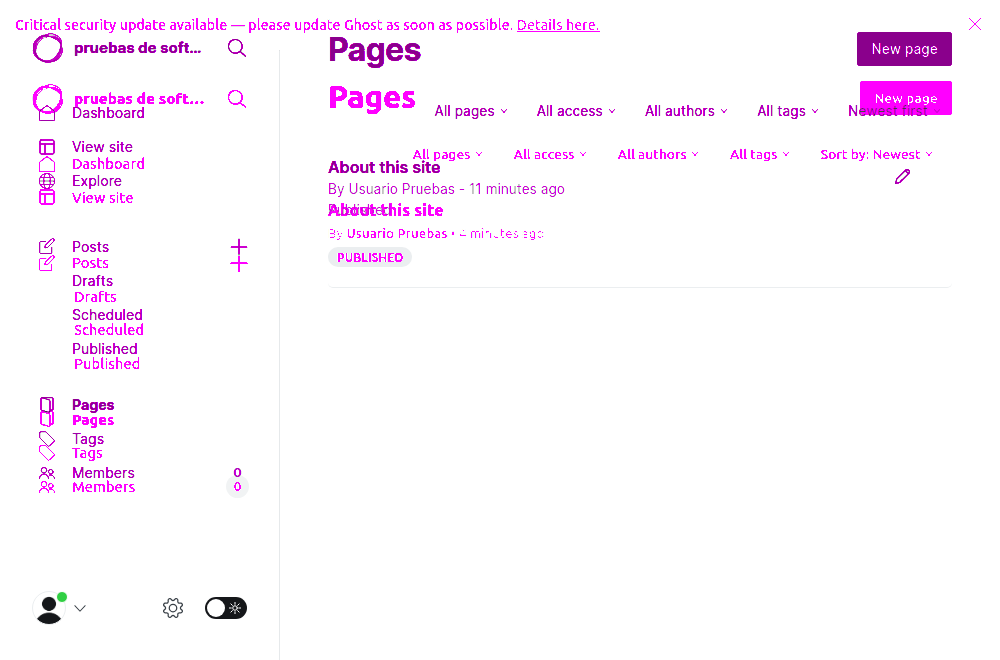 Critical security update available — please update Ghost as soon as possible. Details here.
pruebas de soft...
Pages
New page
pruebas de soft...
Pages
New page
Dashboard
All pages
All access
All authors
All tags
Newest first
View site
Dashboard
All pages
All access
All authors
All tags
Sort by: Newest
Explore
About this site
View site
By Usuario Pruebas - 11 minutes ago
Published
About this site
By Usuario Pruebas • 4 minutes ago
PUBLISHED
Posts
Posts
Drafts
Drafts
Scheduled
Scheduled
Published
Published
Pages
Pages
Tags
Tags
Members 0
Members 0